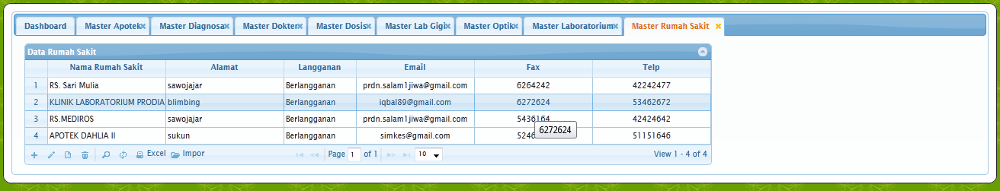 Dashboard Master Apotek Master Diagnosa Master Dokter Master Dosis Master Lab Gigi Master Optik Master Laboratorium Master Rumah Sakit
Data Rumah Sakit
Nama Rumah Sakit Alamat Langganan Email Fax Telp
1 RS. Sari Mulia sawojajar Berlangganan prdn.salam1jiwa@gmail.com 6264242 42242477
2 KLINIK LABORATORIUM PRODIA blimbing Berlangganan iqbal89@gmail.com 6272624 53462672
3 RS.MEDIROS sawojajar Berlangganan prdn.salam1jiwa@gmail.com 5436164 42424642
6272624
4 APOTEK DAHLIA II sukun Berlangganan simkes@gmail.com 524 51151646
Excel Impor Page 1 of 1 10 View 1 - 4 of 4